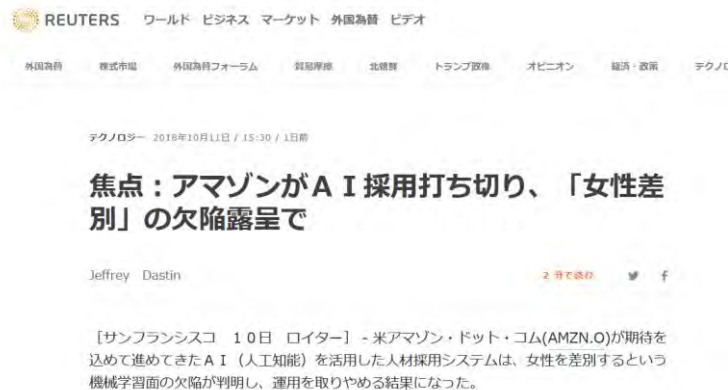 REUTERS ワールド ビジネス マーケット 外国為替 ビデオ
外国為替 株式市場 外国為替フォーラム 貿易摩擦 北朝鮮 トランプ政権 オピニオン 経済・政策 テクノロ
テクノロジー 2018年10月11日 / 15:30 / 1日前
焦点：アマゾンがＡＩ採用打ち切り、「女性差
別」の欠陥露呈で
Jeffrey Dastin 2 分で読む
［サンフランシスコ １０日 ロイター］ - 米アマゾン・ドット・コム(AMZN.O)が期待を
込めて進めてきたＡＩ（人工知能）を活用した人材採用システムは、女性を差別するという
機械学習面の欠陥が判明し、運用を取りやめる結果になった。